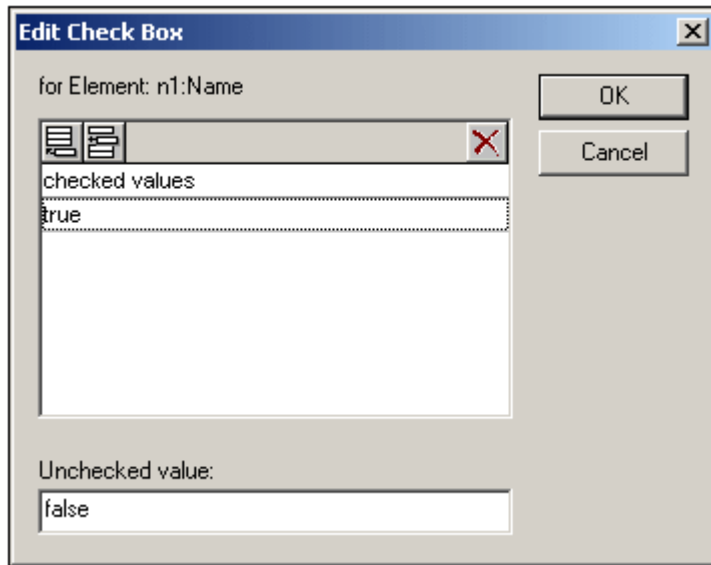 Edit Check Box
for Element: n1:Name
OK
Cancel
checked values
true
Unchecked value:
false